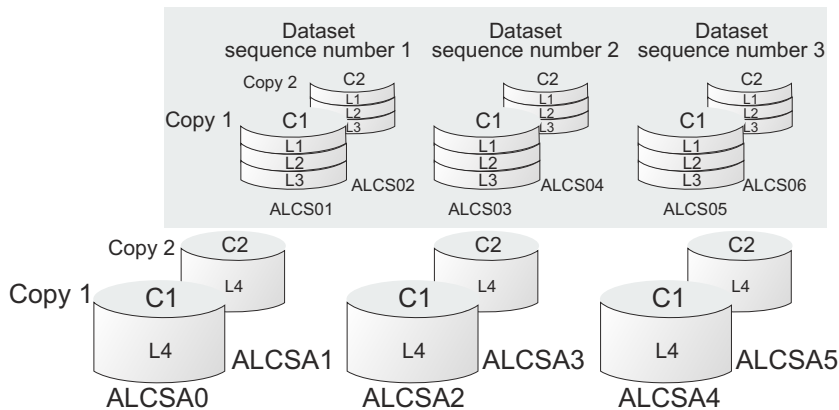 Dataset
sequence number 1
Dataset
sequence number 2
Dataset
sequence number 3
Copy 2
C2
L1
L2
L3
C2
L1
L2
L3
C2
L1
L2
L3
Copy 1
C1
L1
L2
L3
C1
L1
L2
L3
C1
L1
L2
L3
ALCS02
ALCS04
ALCS06
ALCS01
ALCS03
ALCS05
Copy 2
C2
L4
C2
L4
C2
L4
Copy 1
C1
L4
C1
L4
C1
L4
ALCSA1
ALCSA3
ALCSA5
ALCSA0
ALCSA2
ALCSA4